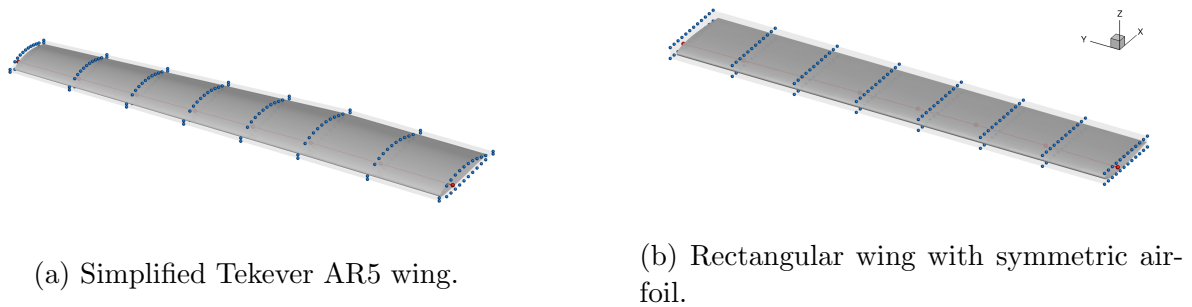 Z
Y
X
(a) Simplified Tekever AR5 wing.
(b) Rectangular wing with symmetric air-
foil.